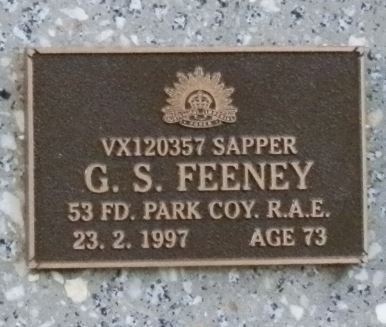 VX120357 SAPPER
G. S. FEENEY
53 FD. PARK COY. R.A.E.
23. 2. 1997 AGE 73